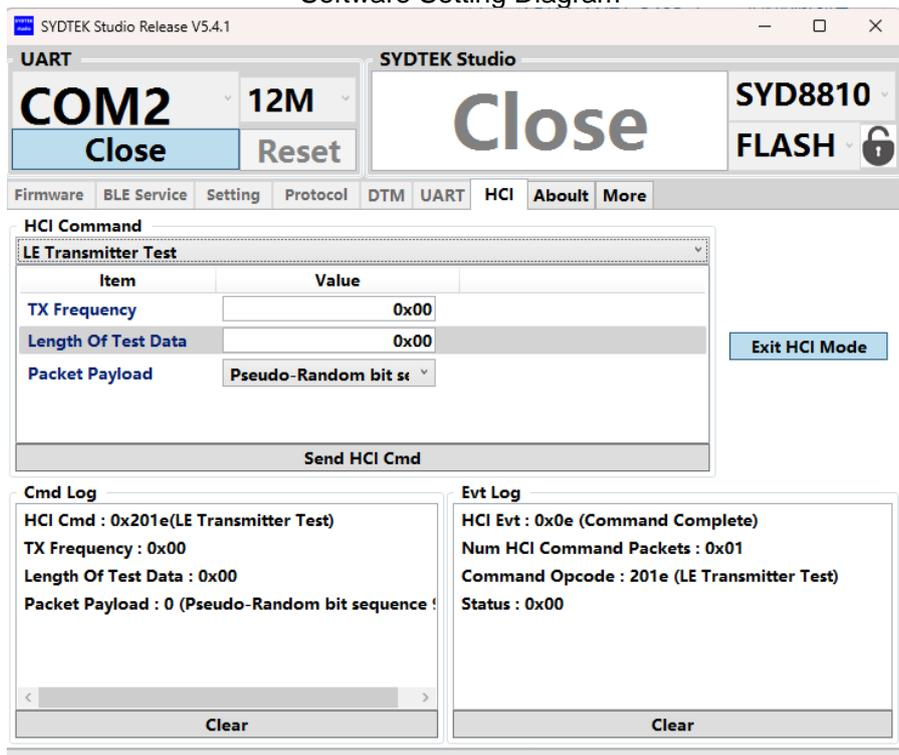 Software Setting Diagram
SYDTEK Studio Release V5.4.1
UART
SYDTEK Studio
COM2
12M
Close
Reset
Close
SYD8810
FLASH
Firmware BLE Service Setting Protocol DTM UART HCI Aboult More
HCI Command
LE Transmitter Test
Item Value
TX Frequency 0x00
Length Of Test Data 0x00
Packet Payload Pseudo-Random bit se
Send HCI Cmd
Exit HCI Mode
Cmd Log
HCI Cmd : 0x201e(LE Transmitter Test)
TX Frequency : 0x00
Length Of Test Data : 0x00
Packet Payload : 0 (Pseudo-Random bit sequence
Clear
Evt Log
HCI Evt : 0x0e (Command Complete)
Num HCI Command Packets : 0x01
Command Opcode : 201e (LE Transmitter Test)
Status : 0x00
Clear